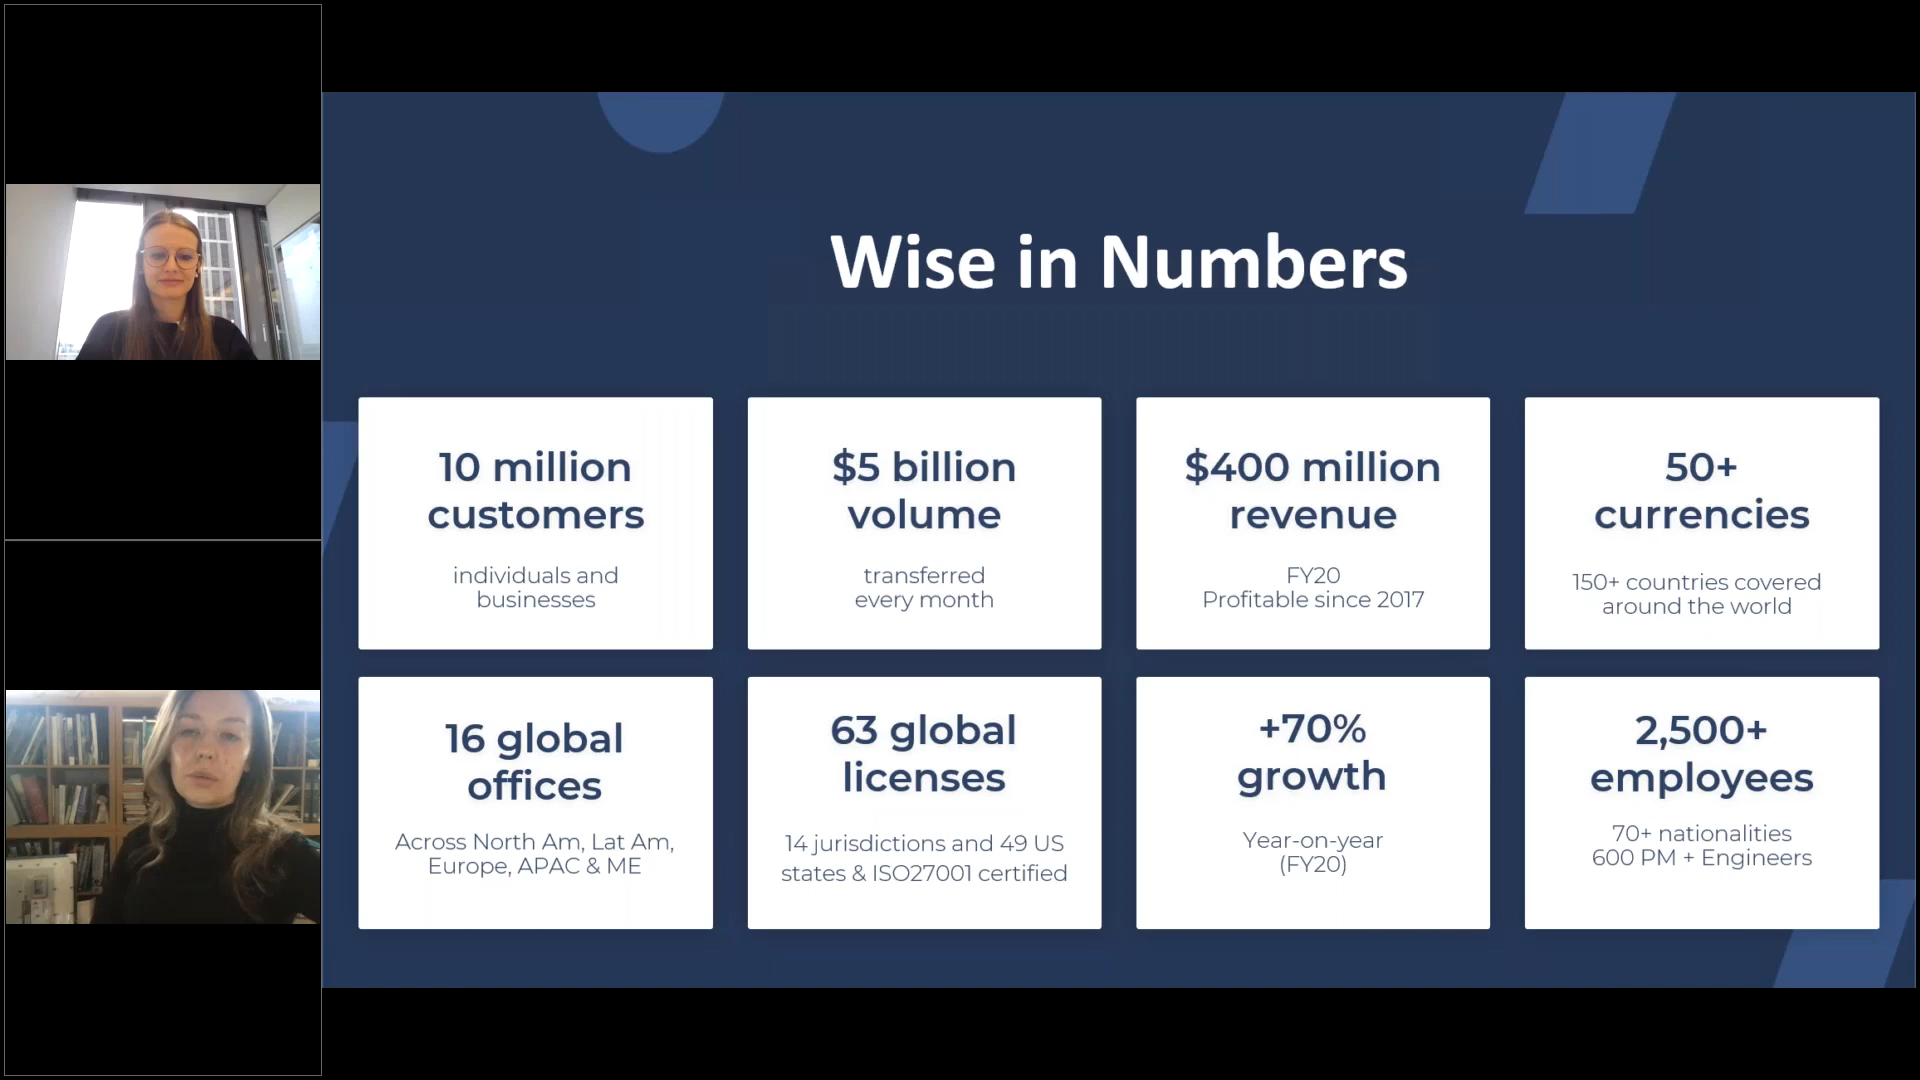 Wise in Numbers
10 million
customers
individuals and
businesses
$5 billion
volume
transferred
every month
$400 million
revenue
FY20
Profitable since 2017
50+
currencies
150+ countries covered
around the world
16 global
offices
Across North Am, Lat Am,
Europe, APAC & ME
63 global
licenses
14 jurisdictions and 49 US
states & ISO27001 certified
+70%
growth
Year-on-year
(FY20)
2,500+
employees
70+ nationalities
600 PM + Engineers